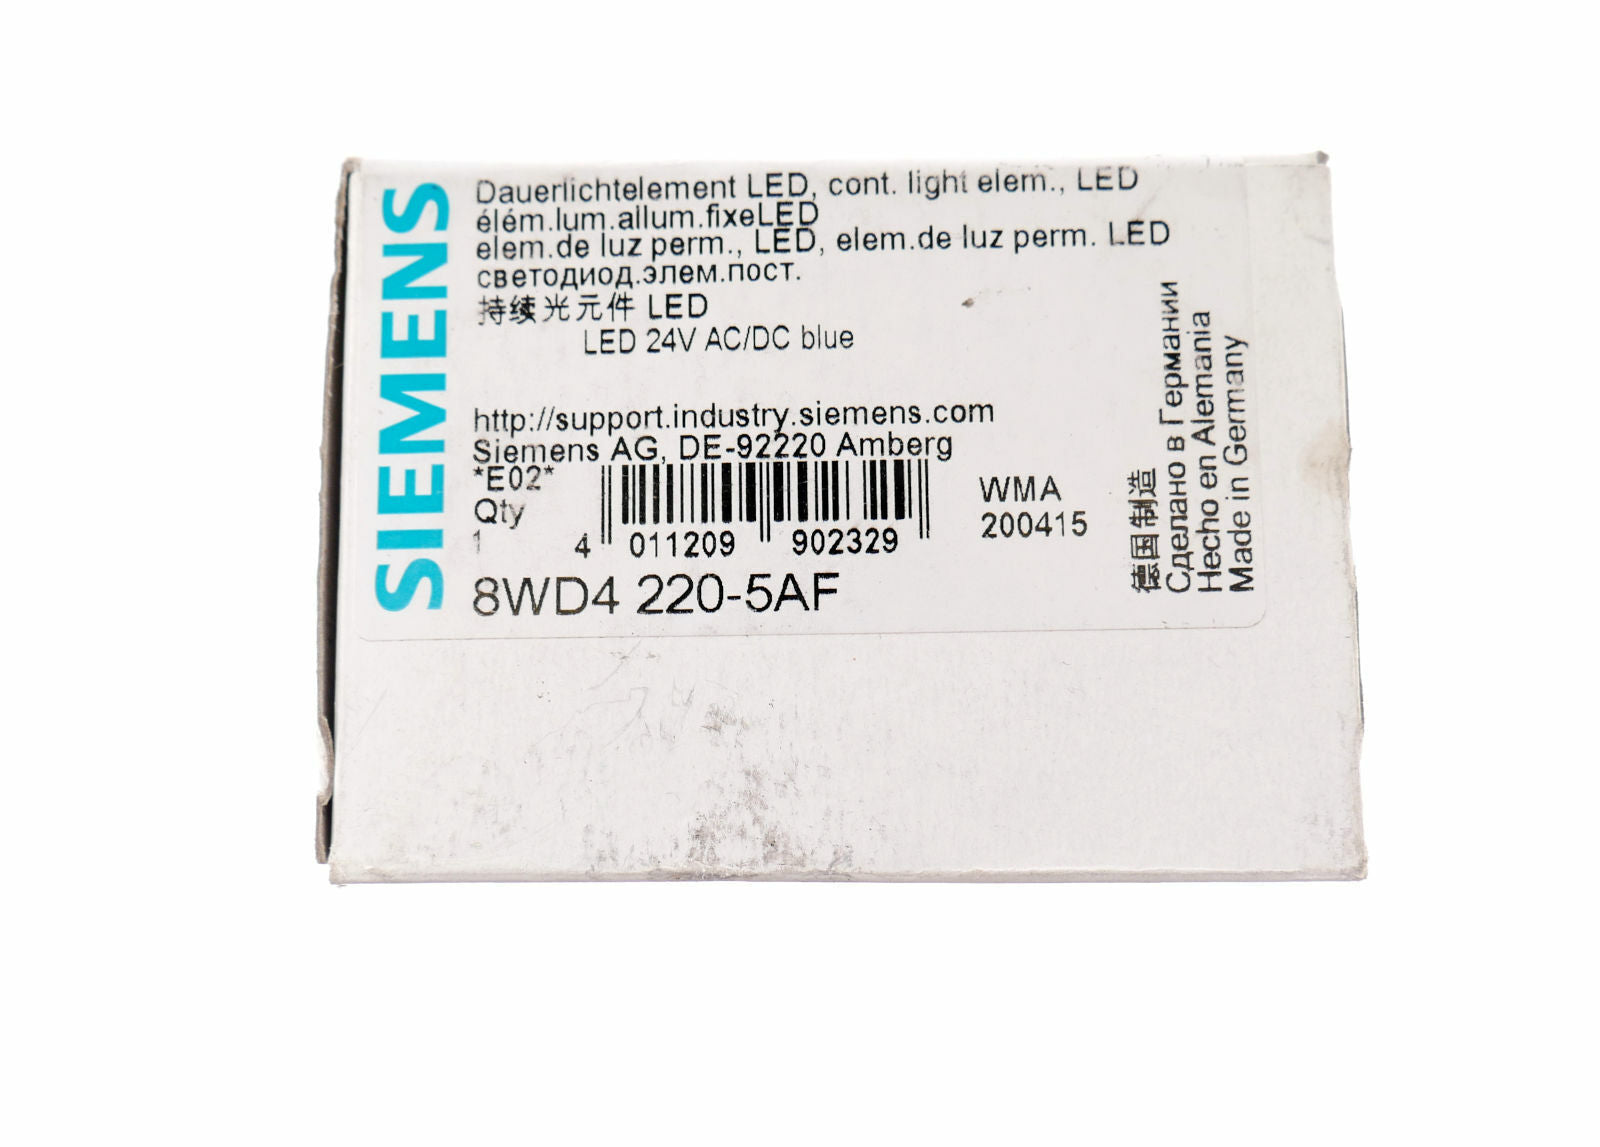 SIEMENS
Dauerlichtelement LED, cont. light elem., LED
élém.lum.allum.fixeLED
elem.de luz perm., LED, elem.de luz perm. LED
светодиод.элем.пост.
持续光元件 LED
LED 24V AC/DC blue
http://support.industry.siemens.com
Siemens AG, DE-92220 Amberg
*E02*
Qty
1
4 011209 902329
WMA
200415
8WD4 220-5AF
德国制造
Сделано в Германии
Hecho en Alemania
Made in Germany